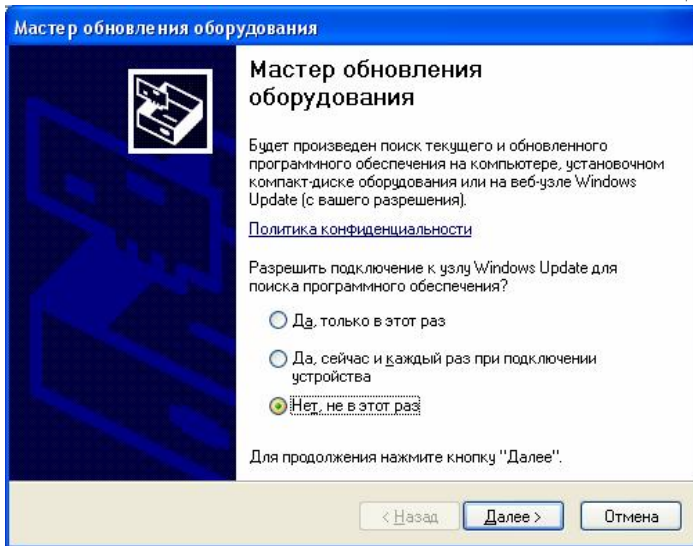 Мастер обновления оборудования
Мастер обновления
оборудования
Будет произведен поиск текущего и обновленного
программного обеспечения на компьютере, установочном
компакт-диске оборудования или на веб-узле Windows
Update (с вашего разрешения).
Политика конфиденциальности
Разрешить подключение к узлу Windows Update для
поиска программного обеспечения?
Да, только в этот раз
Да, сейчас и каждый раз при подключении
устройства
Нет, не в этот раз
Для продолжения нажмите кнопку "Далее".
< Назад
Далее >
Отмена